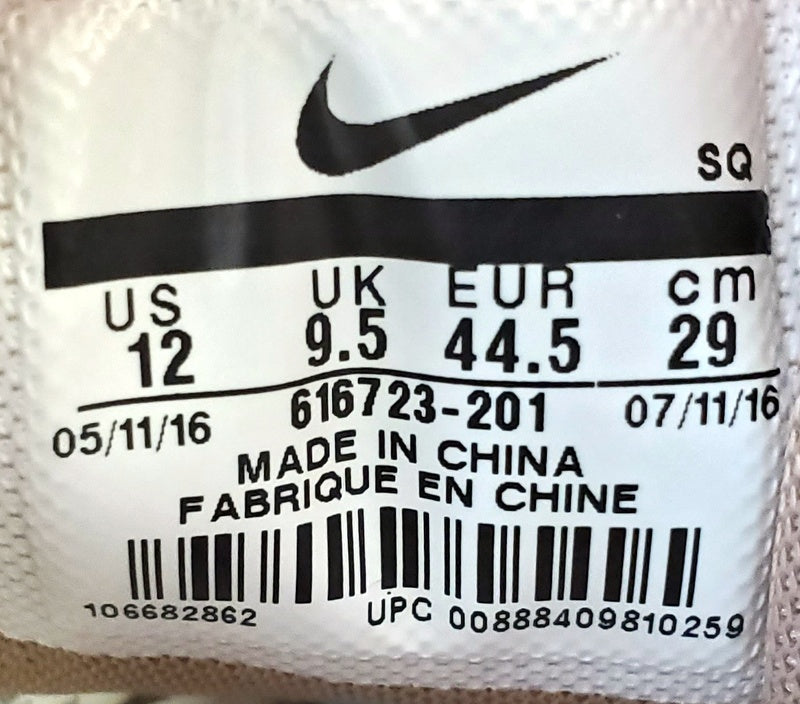 SQ
US UK EUR cm
12 9.5 44.5 29
05/11/16 616723-201 07/11/16
MADE IN CHINA
FABRIQUE EN CHINE
106682862 UPC 00888409810259